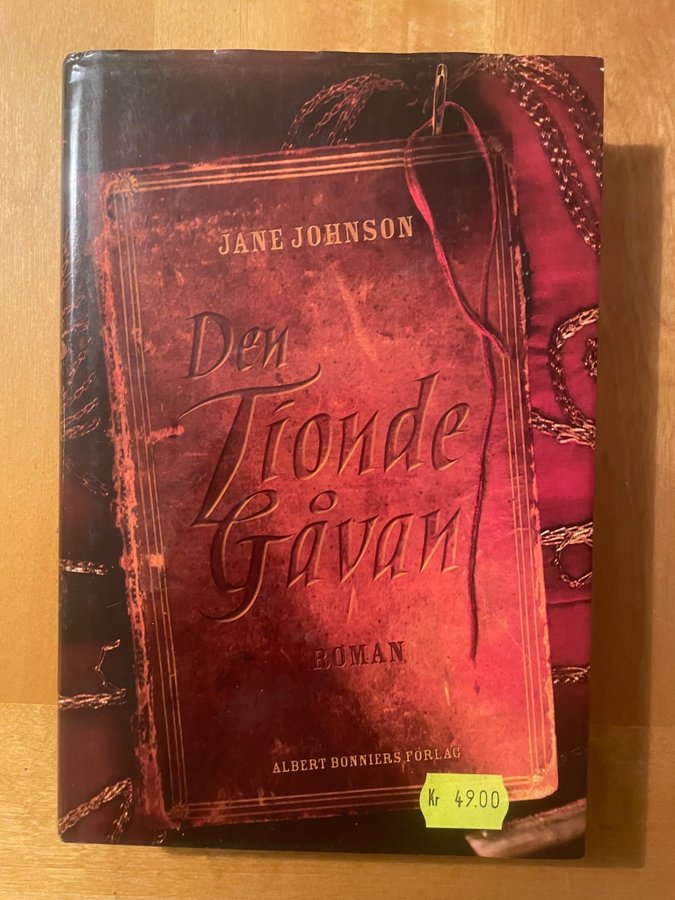 JANE JOHNSON
Den
Tionde
Gåvan
ROMAN
ALBERT BONNIERS FÖRLAG
Kr 49.00